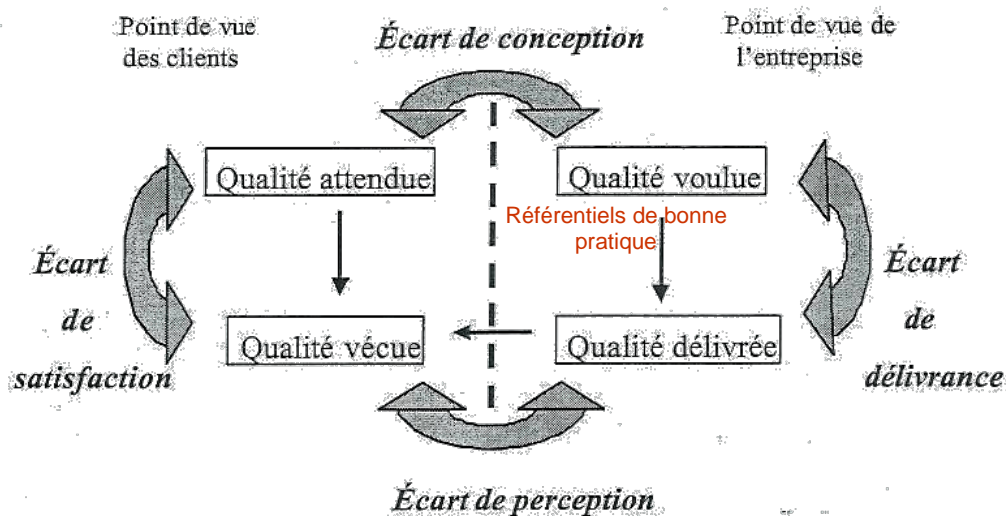 Point de vue
des clients
Écart de conception
Point de vue de
l'entreprise
Qualité attendue
Qualité voulue
Référentiels de bonne
pratique
Écart
de
satisfaction
Écart
de
délivrance
Qualité vécue
Qualité délivrée
Écart de perception